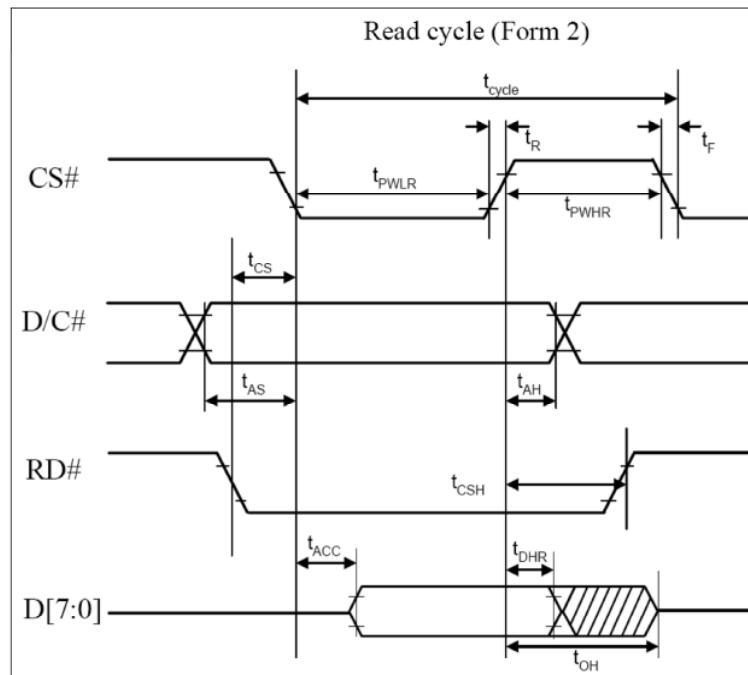 Read cycle (Form 2)
tcycle
tR
tF
CS#
tPWLR
tPWHR
tCS
D/C#
tAS
tAH
RD#
tCSH
tACC
tDHR
D[7:0]
tOH